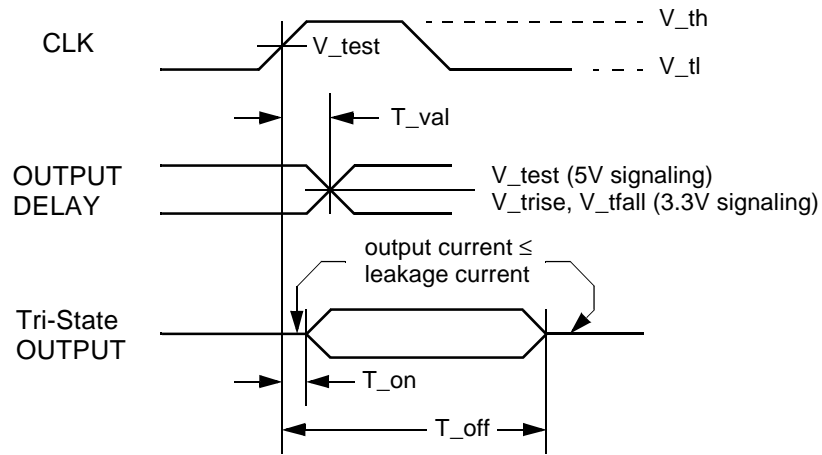 CLK
V_test
V_th
V_tl
T_val
OUTPUT
DELAY
V_test (5V signaling)
V_trise, V_tfall (3.3V signaling)
output current ≤
leakage current
Tri-State
OUTPUT
T_on
T_off